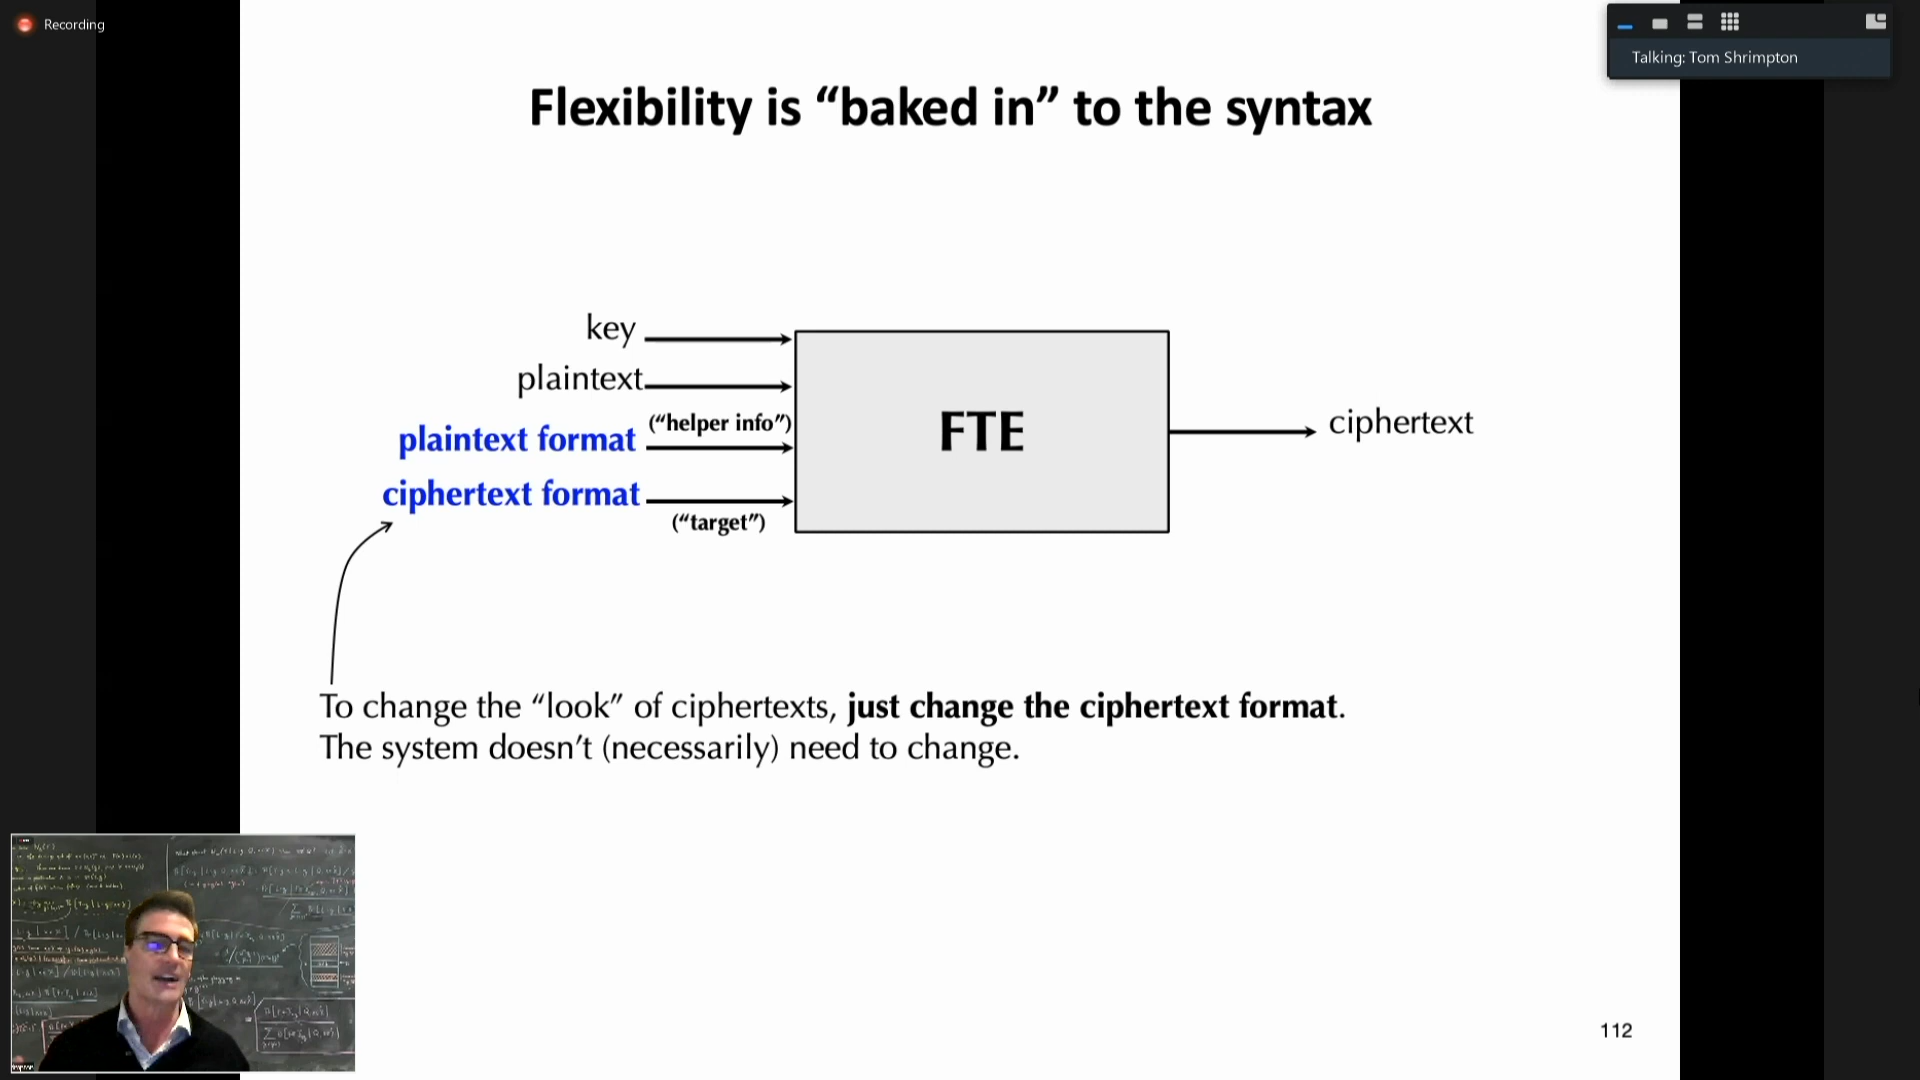 Recording
Talking: Tom Shrimpton
Flexibility is “baked in” to the syntax
key
plaintext
(“helper info”)
plaintext format
ciphertext format
(“target”)
FTE
ciphertext
To change the “look” of ciphertexts, just change the ciphertext format.
The system doesn’t (necessarily) need to change.
112